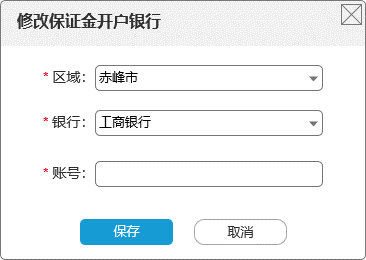 修改保证金开户银行
* 区域: 赤峰市
* 银行: 工商银行
* 账号:
保存 取消